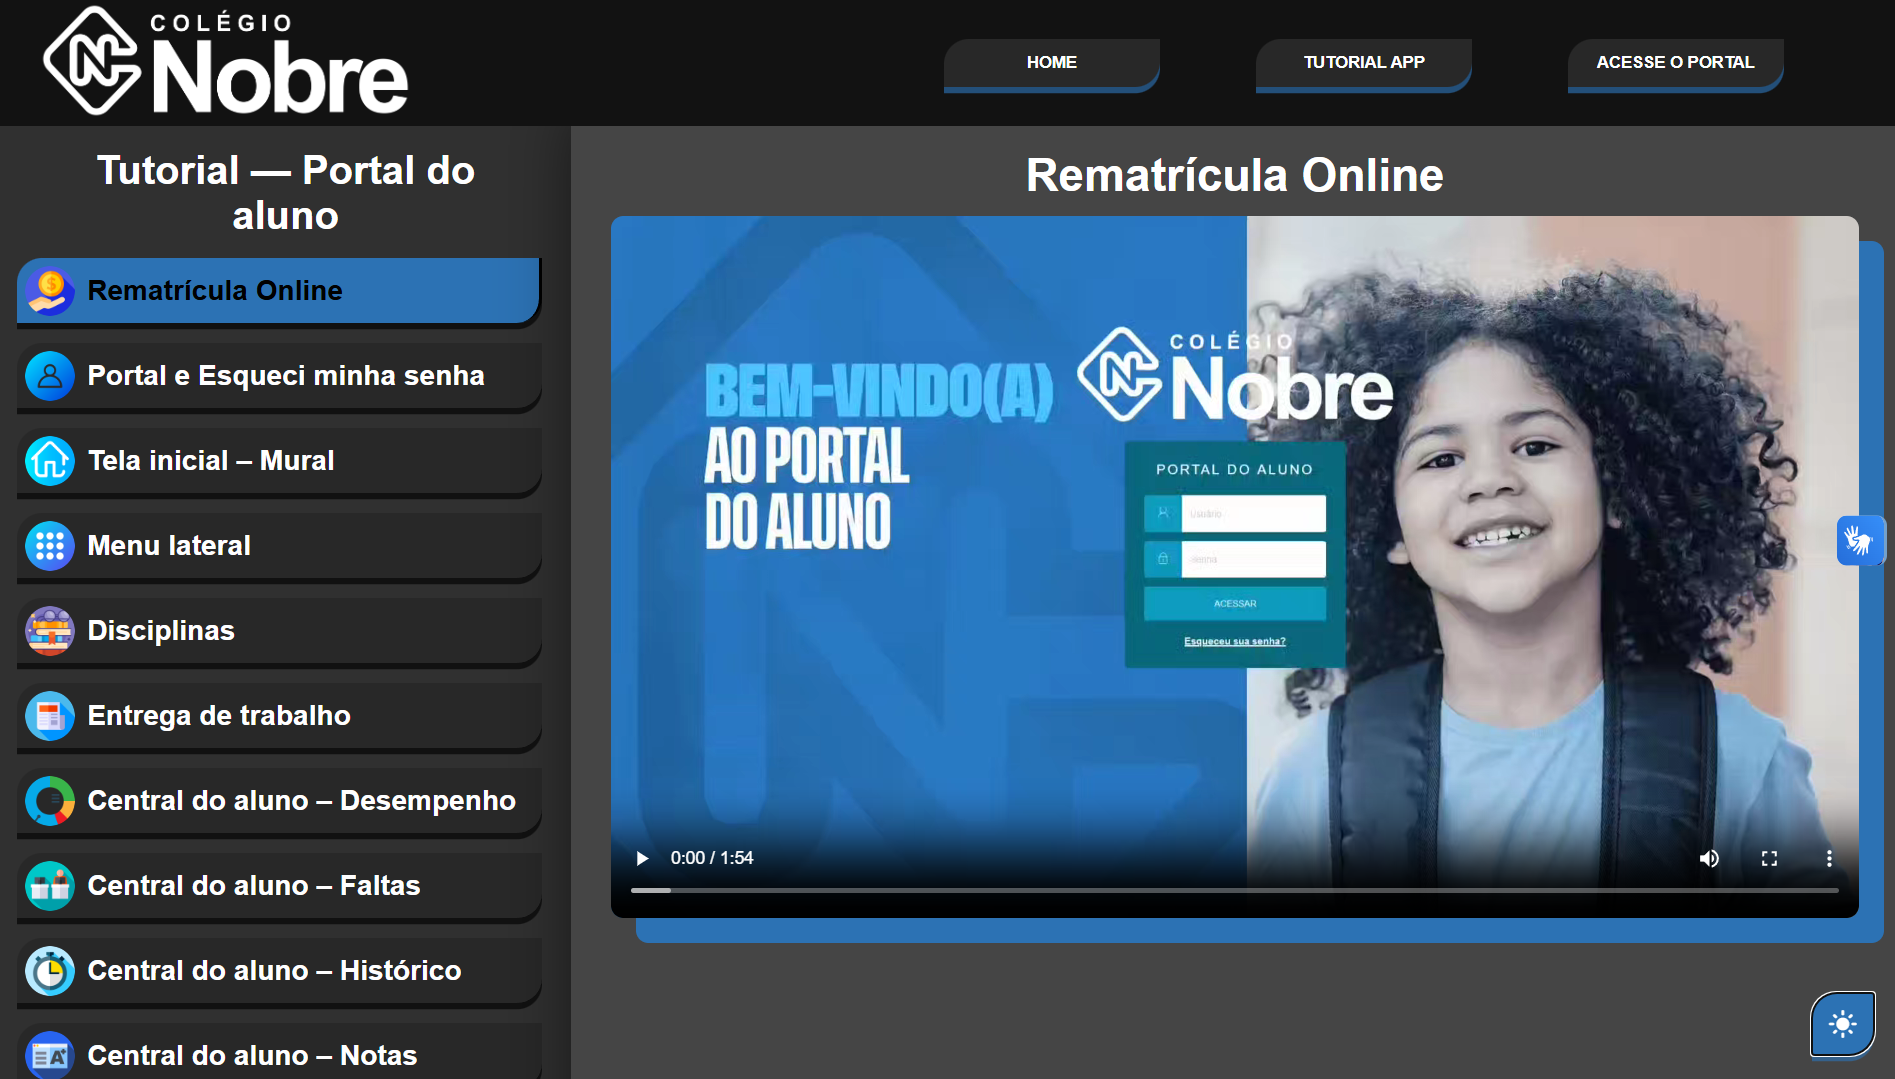 COLÉGIO
Nobre
HOME
TUTORIAL APP
ACESSE O PORTAL
Tutorial — Portal do
aluno
Rematrícula Online
Portal e Esqueci minha senha
Tela inicial – Mural
Menu lateral
Disciplinas
Entrega de trabalho
Central do aluno – Desempenho
Central do aluno – Faltas
Central do aluno – Histórico
Central do aluno – Notas
Rematrícula Online
BEM-VINDO(A)
AO PORTAL
DO ALUNO
COLÉGIO
Nobre
PORTAL DO ALUNO
Usuário
Senha
ACESSAR
Esqueceu sua senha?
0:00 / 1:54